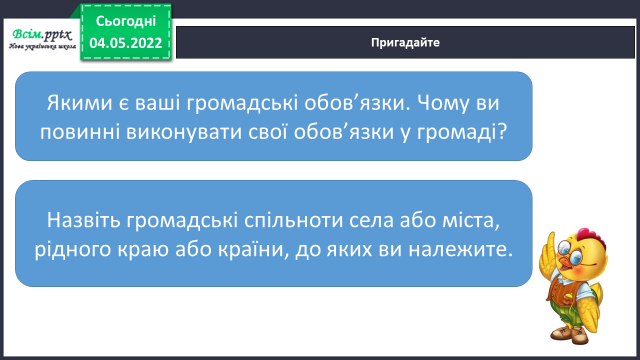 Всім.pptx
Нова українська школа
Сьогодні
04.05.2022
Пригадайте
Якими є ваші громадські обов’язки. Чому ви
повинні виконувати свої обов’язки у громаді?
Назвіть громадські спільноти села або міста,
рідного краю або країни, до яких ви належите.